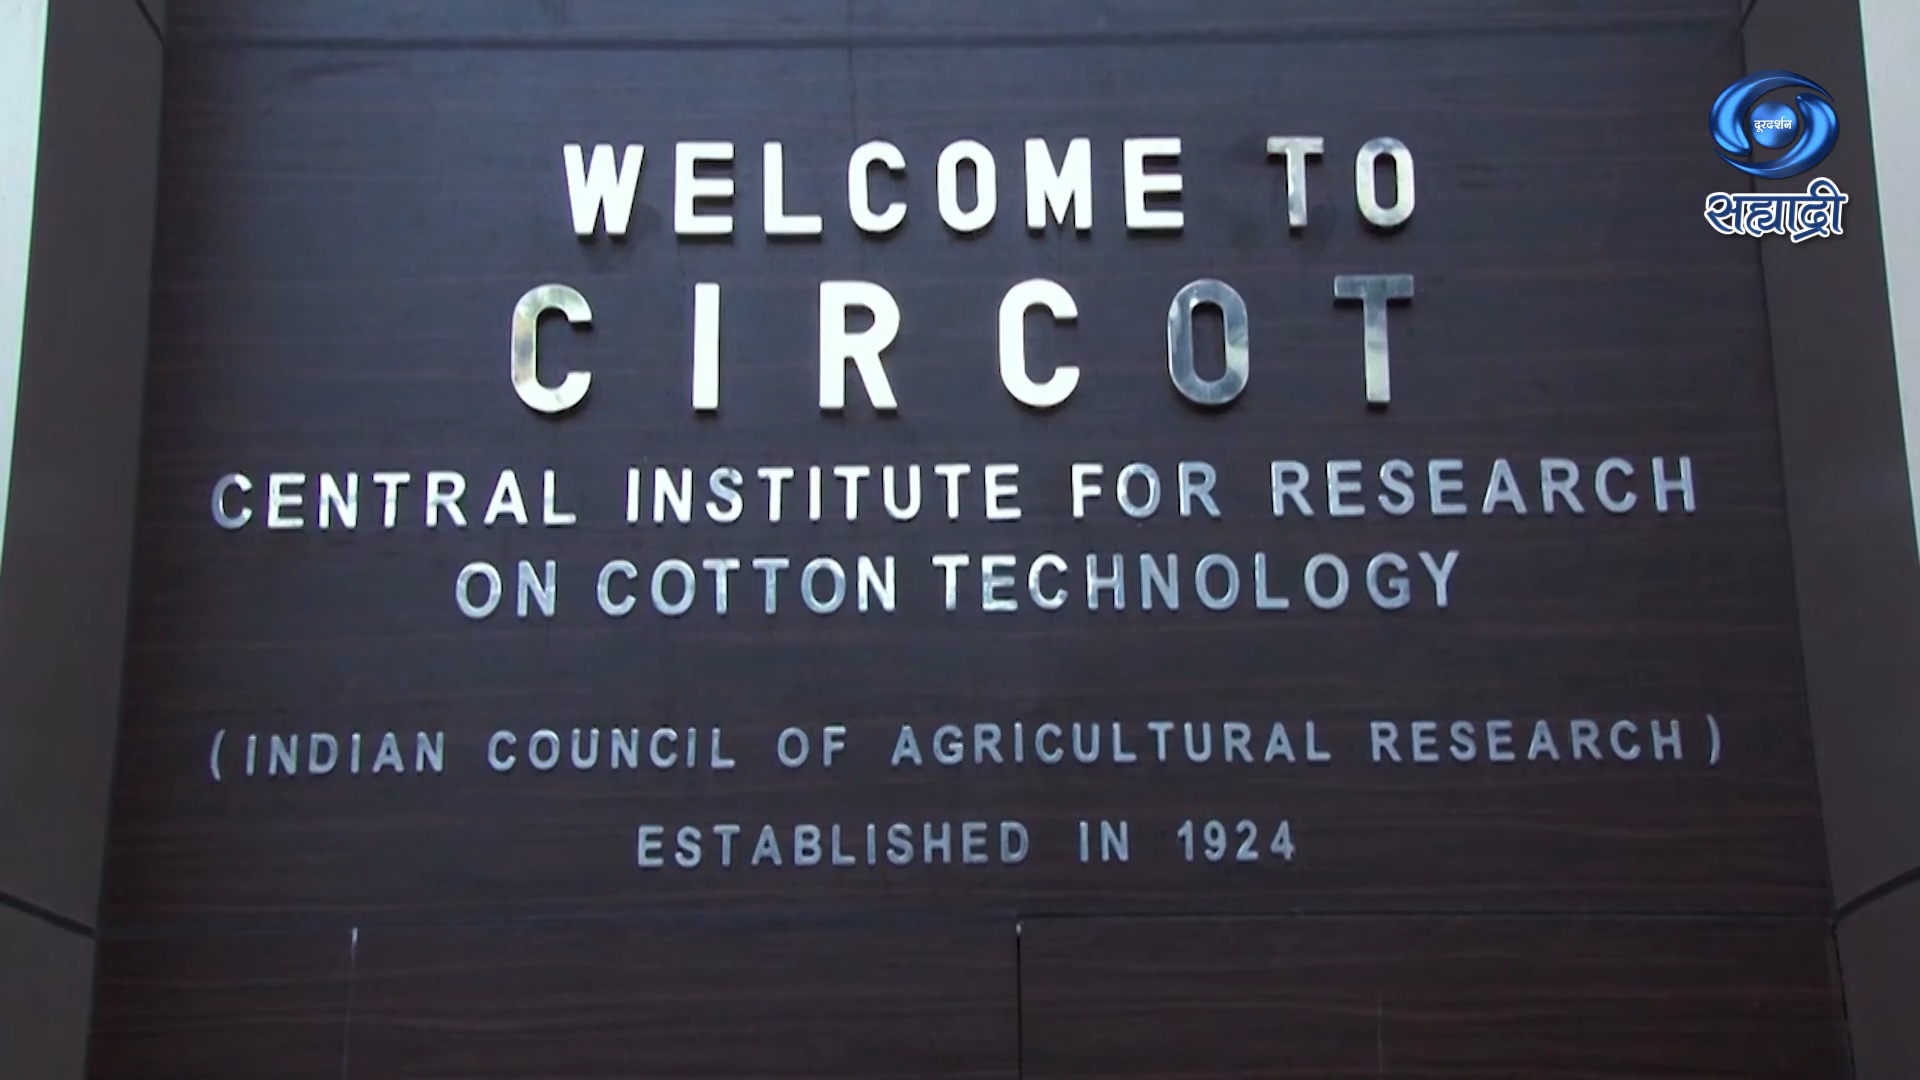 दूरदर्शन
सह्याद्री
WELCOME TO
CIRCOT
CENTRAL INSTITUTE FOR RESEARCH
ON COTTON TECHNOLOGY
(INDIAN COUNCIL OF AGRICULTURAL RESEARCH)
ESTABLISHED IN 1924